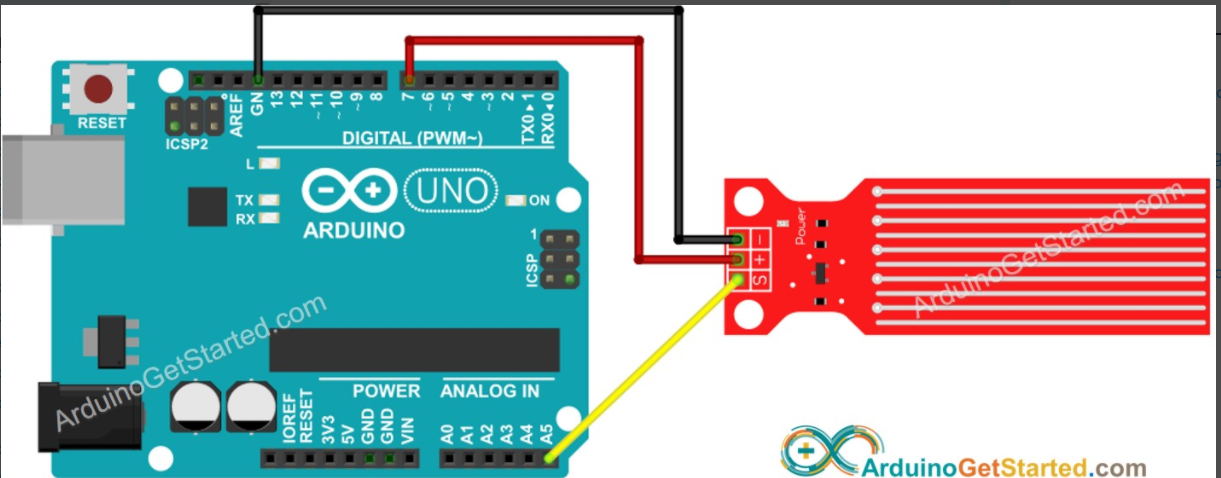 RESET
ICSP2
AREF
GN
13
12
~11
~10
~9
8
7
~6
~5
4
~3
2
TX0►1
RX0◄0
DIGITAL (PWM~)
L
TX
RX
UNO
ON
ARDUINO
1
ICSP
−
+
S
Power
ArduinoGetStarted.com
ArduinoGetStarted.com
POWER
ANALOG IN
IOREF
RESET
3V3
5V
GND
GND
VIN
A0
A1
A2
A3
A4
A5
ArduinoGetStarted.com